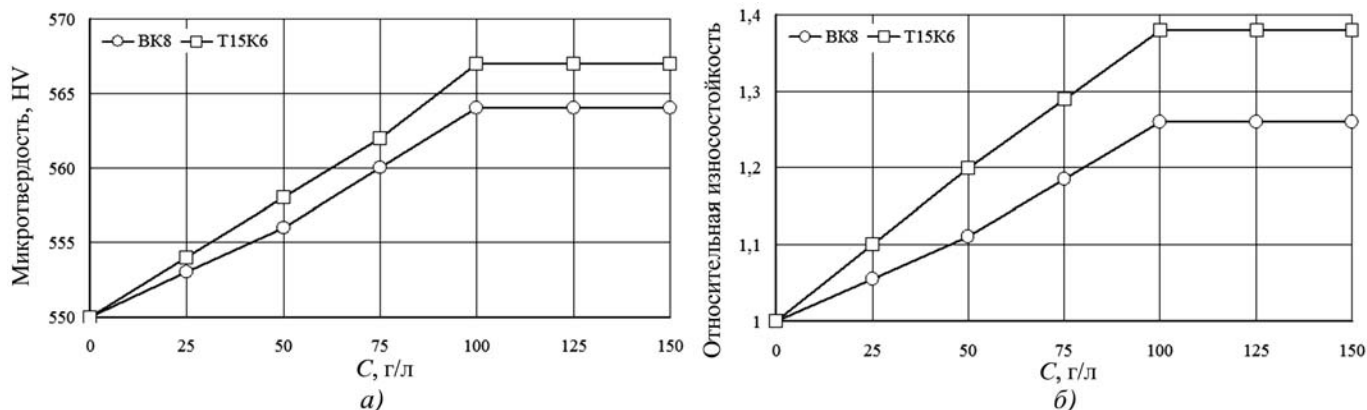 Микротвердость, HV
570
565
560
555
550
ВК8 Т15К6
0 25 50 75 100 125 150
С, г/л
а)
Относительная износостойкость
1,4
1,3
1,2
1,1
1
ВК8 Т15К6
0 25 50 75 100 125 150
С, г/л
б)